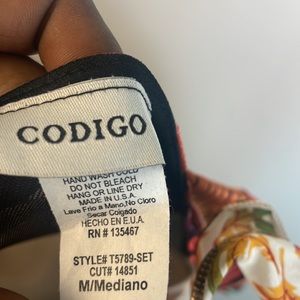 CODIGO
HAND WASH COLD
DO NOT BLEACH
HANG OR LINE DRY
MADE IN U.S.A.
Lave Frio a Mano, No Cloro
Secar Colgado
HECHO EN E.U.A.
RN # 135467
STYLE# T5789-SET
CUT# 14851
M/Mediano